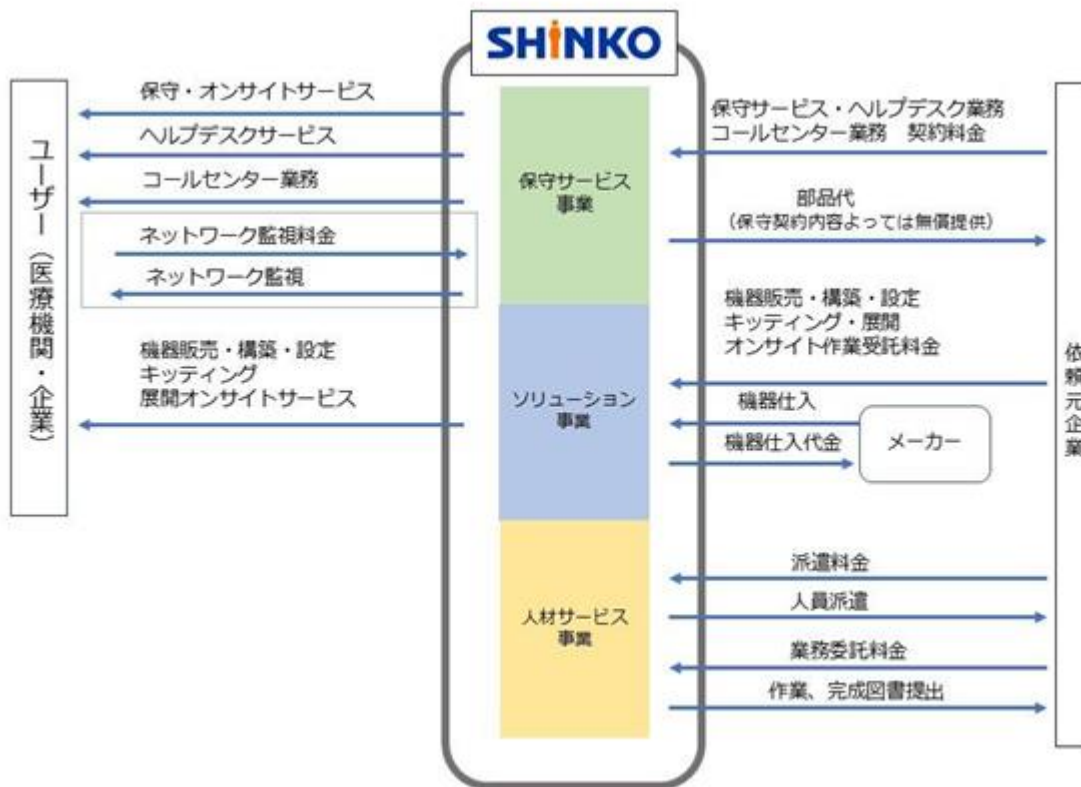 SHiNKO
ユーザー（医療機関・企業）
保守・オンサイトサービス
ヘルプデスクサービス
コールセンター業務
ネットワーク監視料金
ネットワーク監視
機器販売・構築・設定
キッティング
展開オンサイトサービス
保守サービス
事業
ソリューション
事業
人材サービス
事業
保守サービス・ヘルプデスク業務
コールセンター業務　契約料金
部品代
（保守契約内容よっては無償提供）
機器販売・構築・設定
キッティング・展開
オンサイト作業受託料金
機器仕入
機器仕入代金
メーカー
派遣料金
人員派遣
業務委託料金
作業、完成図書提出
依頼元企業